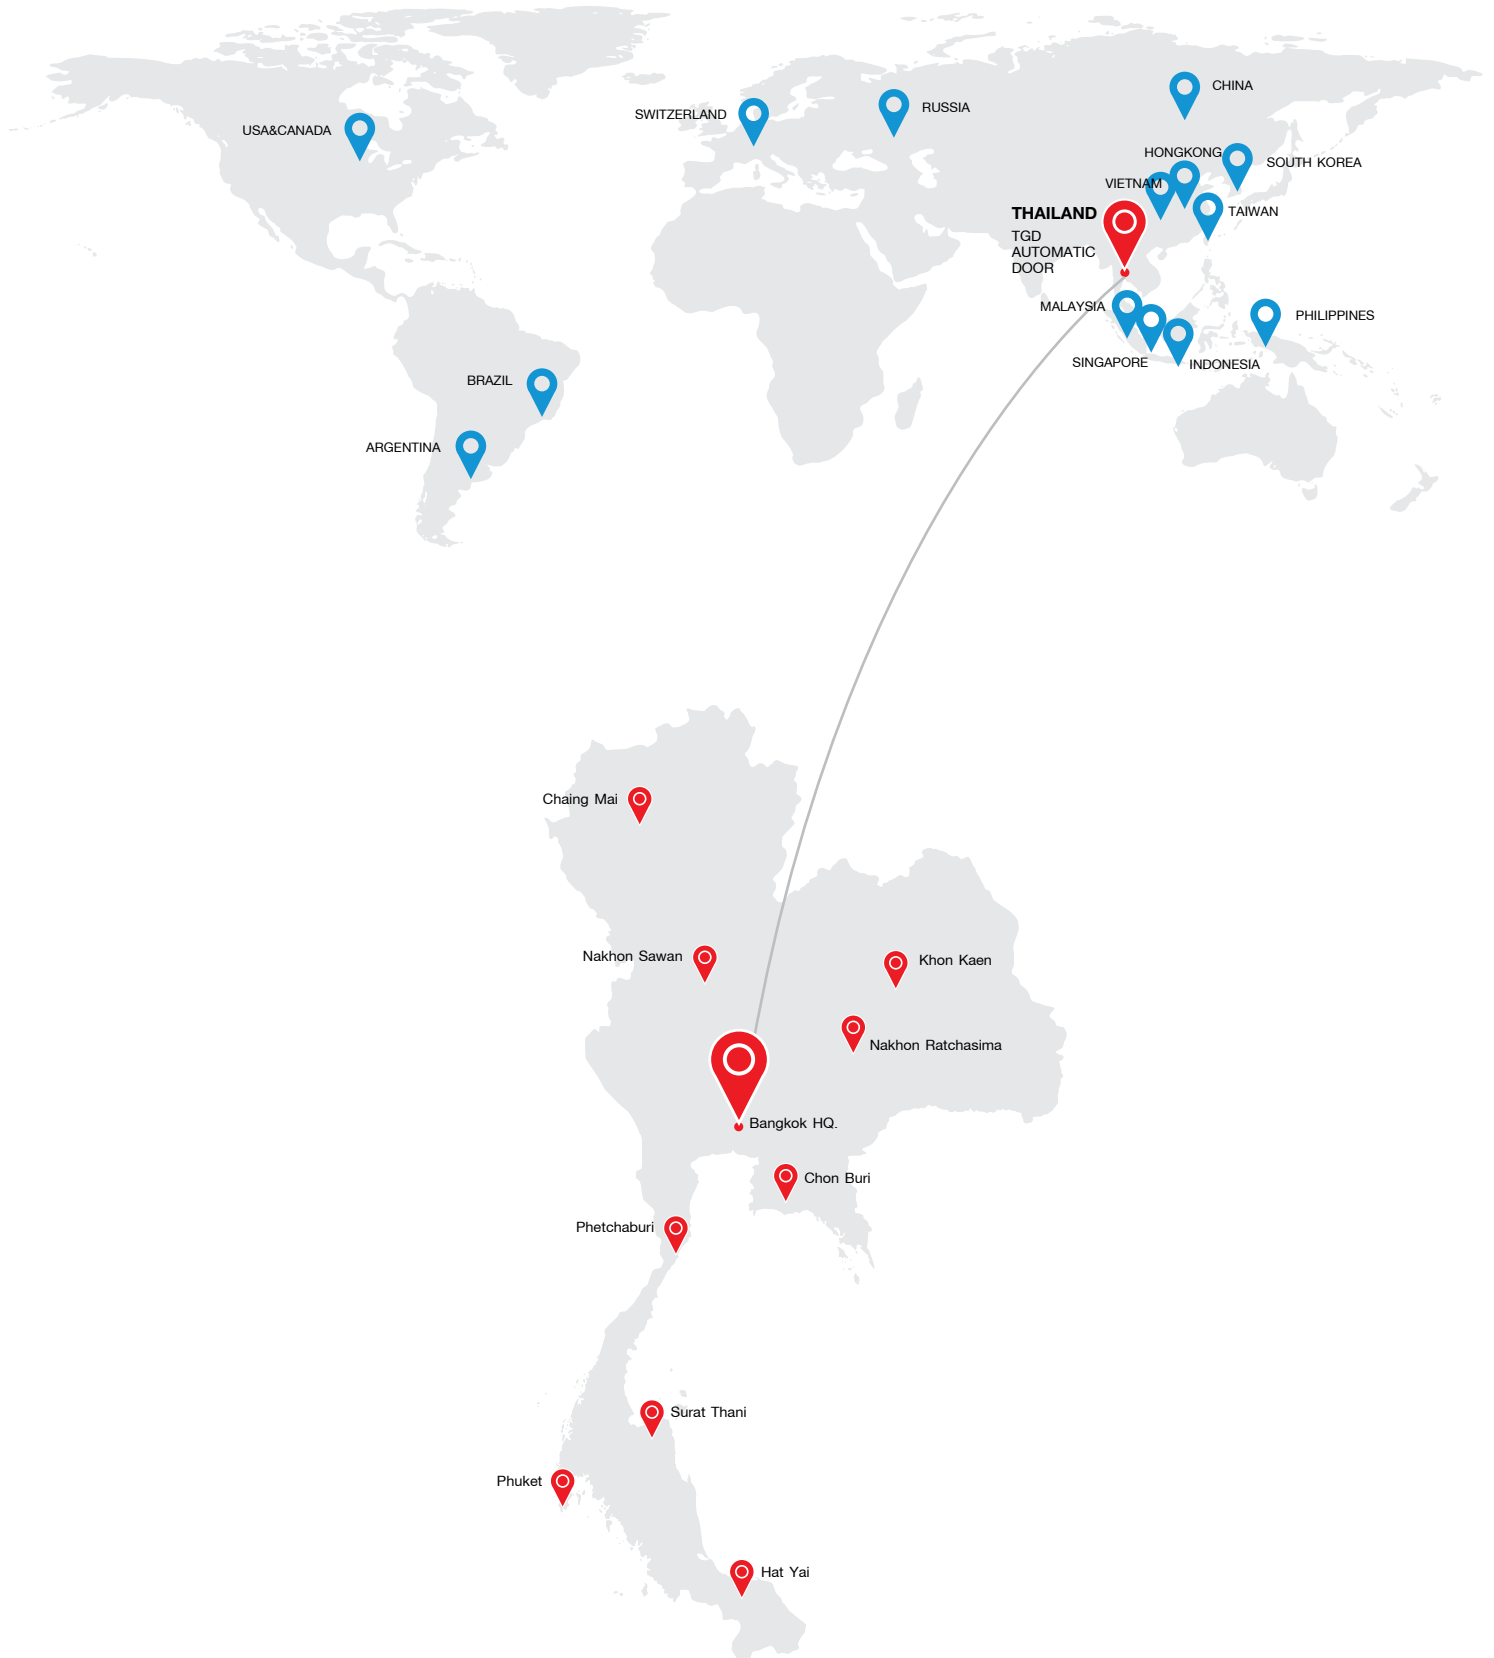 CHINA
RUSSIA
SWITZERLAND
USA&CANADA
HONGKONG
SOUTH KOREA
VIETNAM
TAIWAN
THAILAND
TGD
AUTOMATIC
DOOR
MALAYSIA
PHILIPPINES
SINGAPORE
INDONESIA
BRAZIL
ARGENTINA
Chaing Mai
Nakhon Sawan
Khon Kaen
Nakhon Ratchasima
Bangkok HQ.
Chon Buri
Phetchaburi
Surat Thani
Phuket
Hat Yai